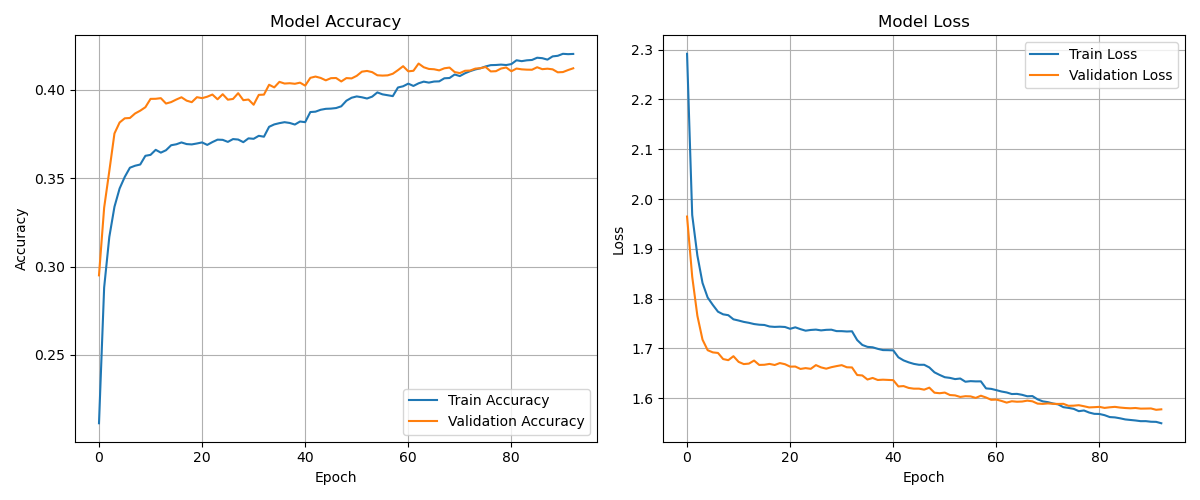 Model Accuracy
Accuracy
0.40
0.35
0.30
0.25
0
20
40
60
80
Epoch
Train Accuracy
Validation Accuracy
Model Loss
Loss
2.3
2.2
2.1
2.0
1.9
1.8
1.7
1.6
0
20
40
60
80
Epoch
Train Loss
Validation Loss